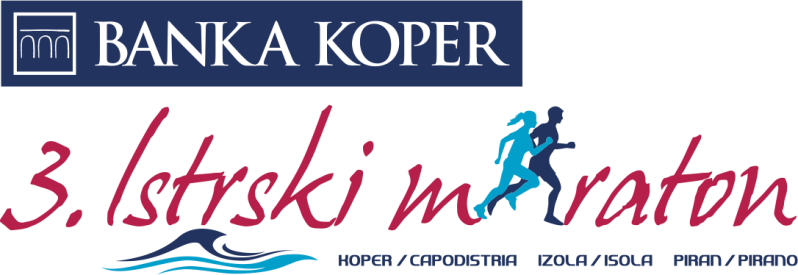 BANKA KOPER
3. Istrski maraton
KOPER / CAPODISTRIA IZOLA / ISOLA PIRAN / PIRANO